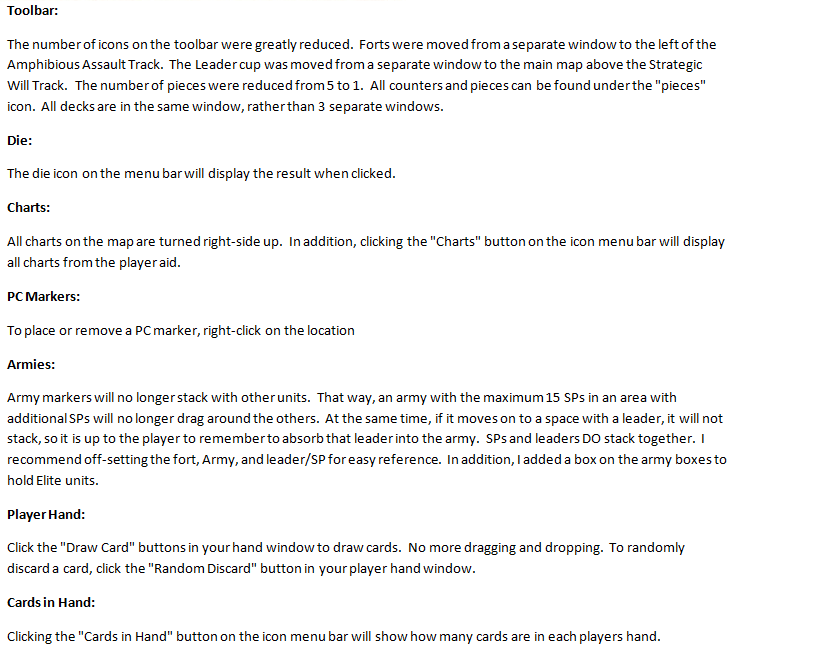 Toolbar:
The number of icons on the toolbar were greatly reduced. Forts were moved from a separate window to the left of the
Amphibious Assault Track. The Leader cup was moved from a separate window to the main map above the Strategic
Will Track. The number of pieces were reduced from 5 to 1. All counters and pieces can be found under the "pieces"
icon. All decks are in the same window, rather than 3 separate windows.
Die:
The die icon on the menu bar will display the result when clicked.
Charts:
All charts on the map are turned right-side up. In addition, clicking the "Charts" button on the icon menu bar will display
all charts from the player aid.
PC Markers:
To place or remove a PC marker, right-click on the location
Armies:
Army markers will no longer stack with other units. That way, an army with the maximum 15 SPs in an area with
additional SPs will no longer drag around the others. At the same time, if it moves on to a space with a leader, it will not
stack, so it is up to the player to remember to absorb that leader into the army. SPs and leaders DO stack together. I
recommend off-setting the fort, Army, and leader/SP for easy reference. In addition, I added a box on the army boxes to
hold Elite units.
Player Hand:
Click the "Draw Card" buttons in your hand window to draw cards. No more dragging and dropping. To randomly
discard a card, click the "Random Discard" button in your player hand window.
Cards in Hand:
Clicking the "Cards in Hand" button on the icon menu bar will show how many cards are in each players hand.